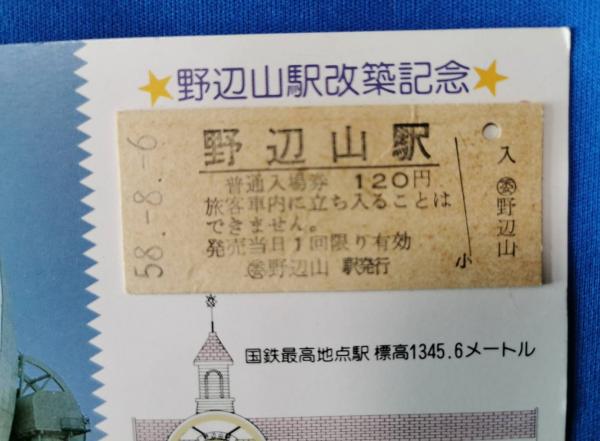 ★野辺山駅改築記念★
58.-8.-6
野辺山駅
普通入場券 120円
旅客車内に立ち入ることは
できません。
発売当日1回限り有効
�
野辺山 駅発行
小
入
野辺山
国鉄最高地点駅 標高1345.6メートル